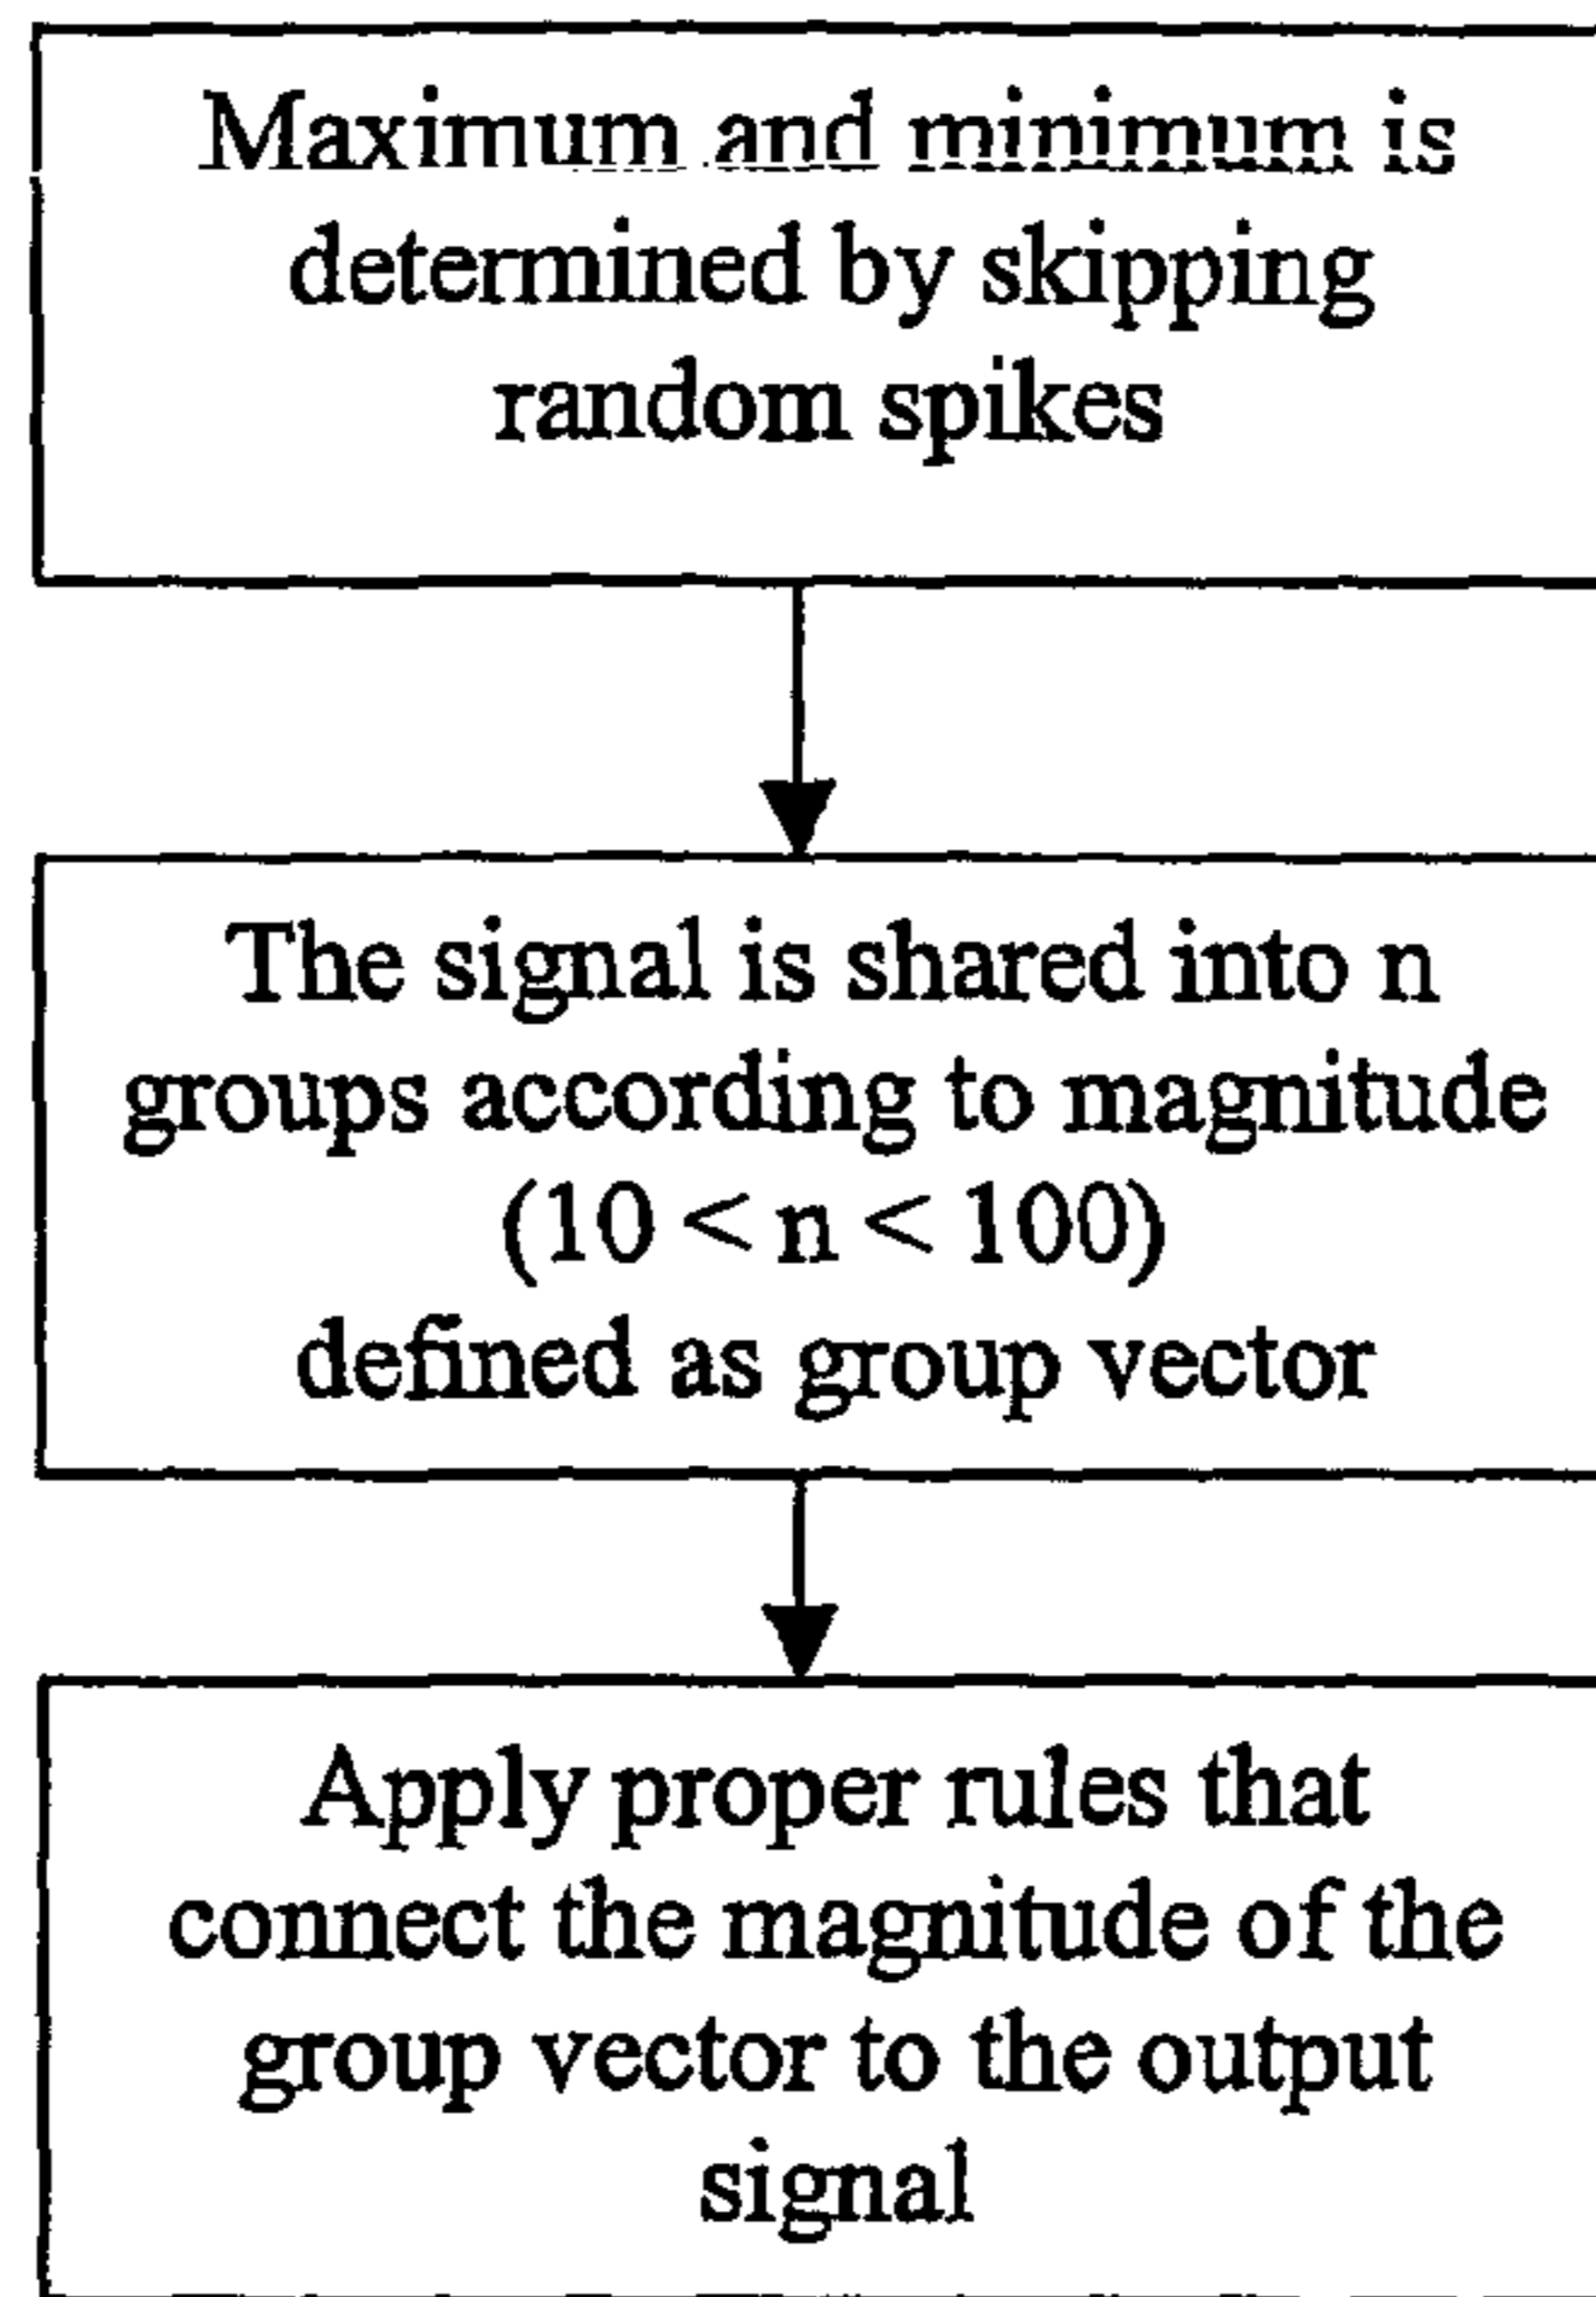 Maximum and minimum is
determined by skipping
random spikes
The signal is shared into n
groups according to magnitude
(10 < n < 100)
defined as group vector
Apply proper rules that
connect the magnitude of the
group vector to the output
signal